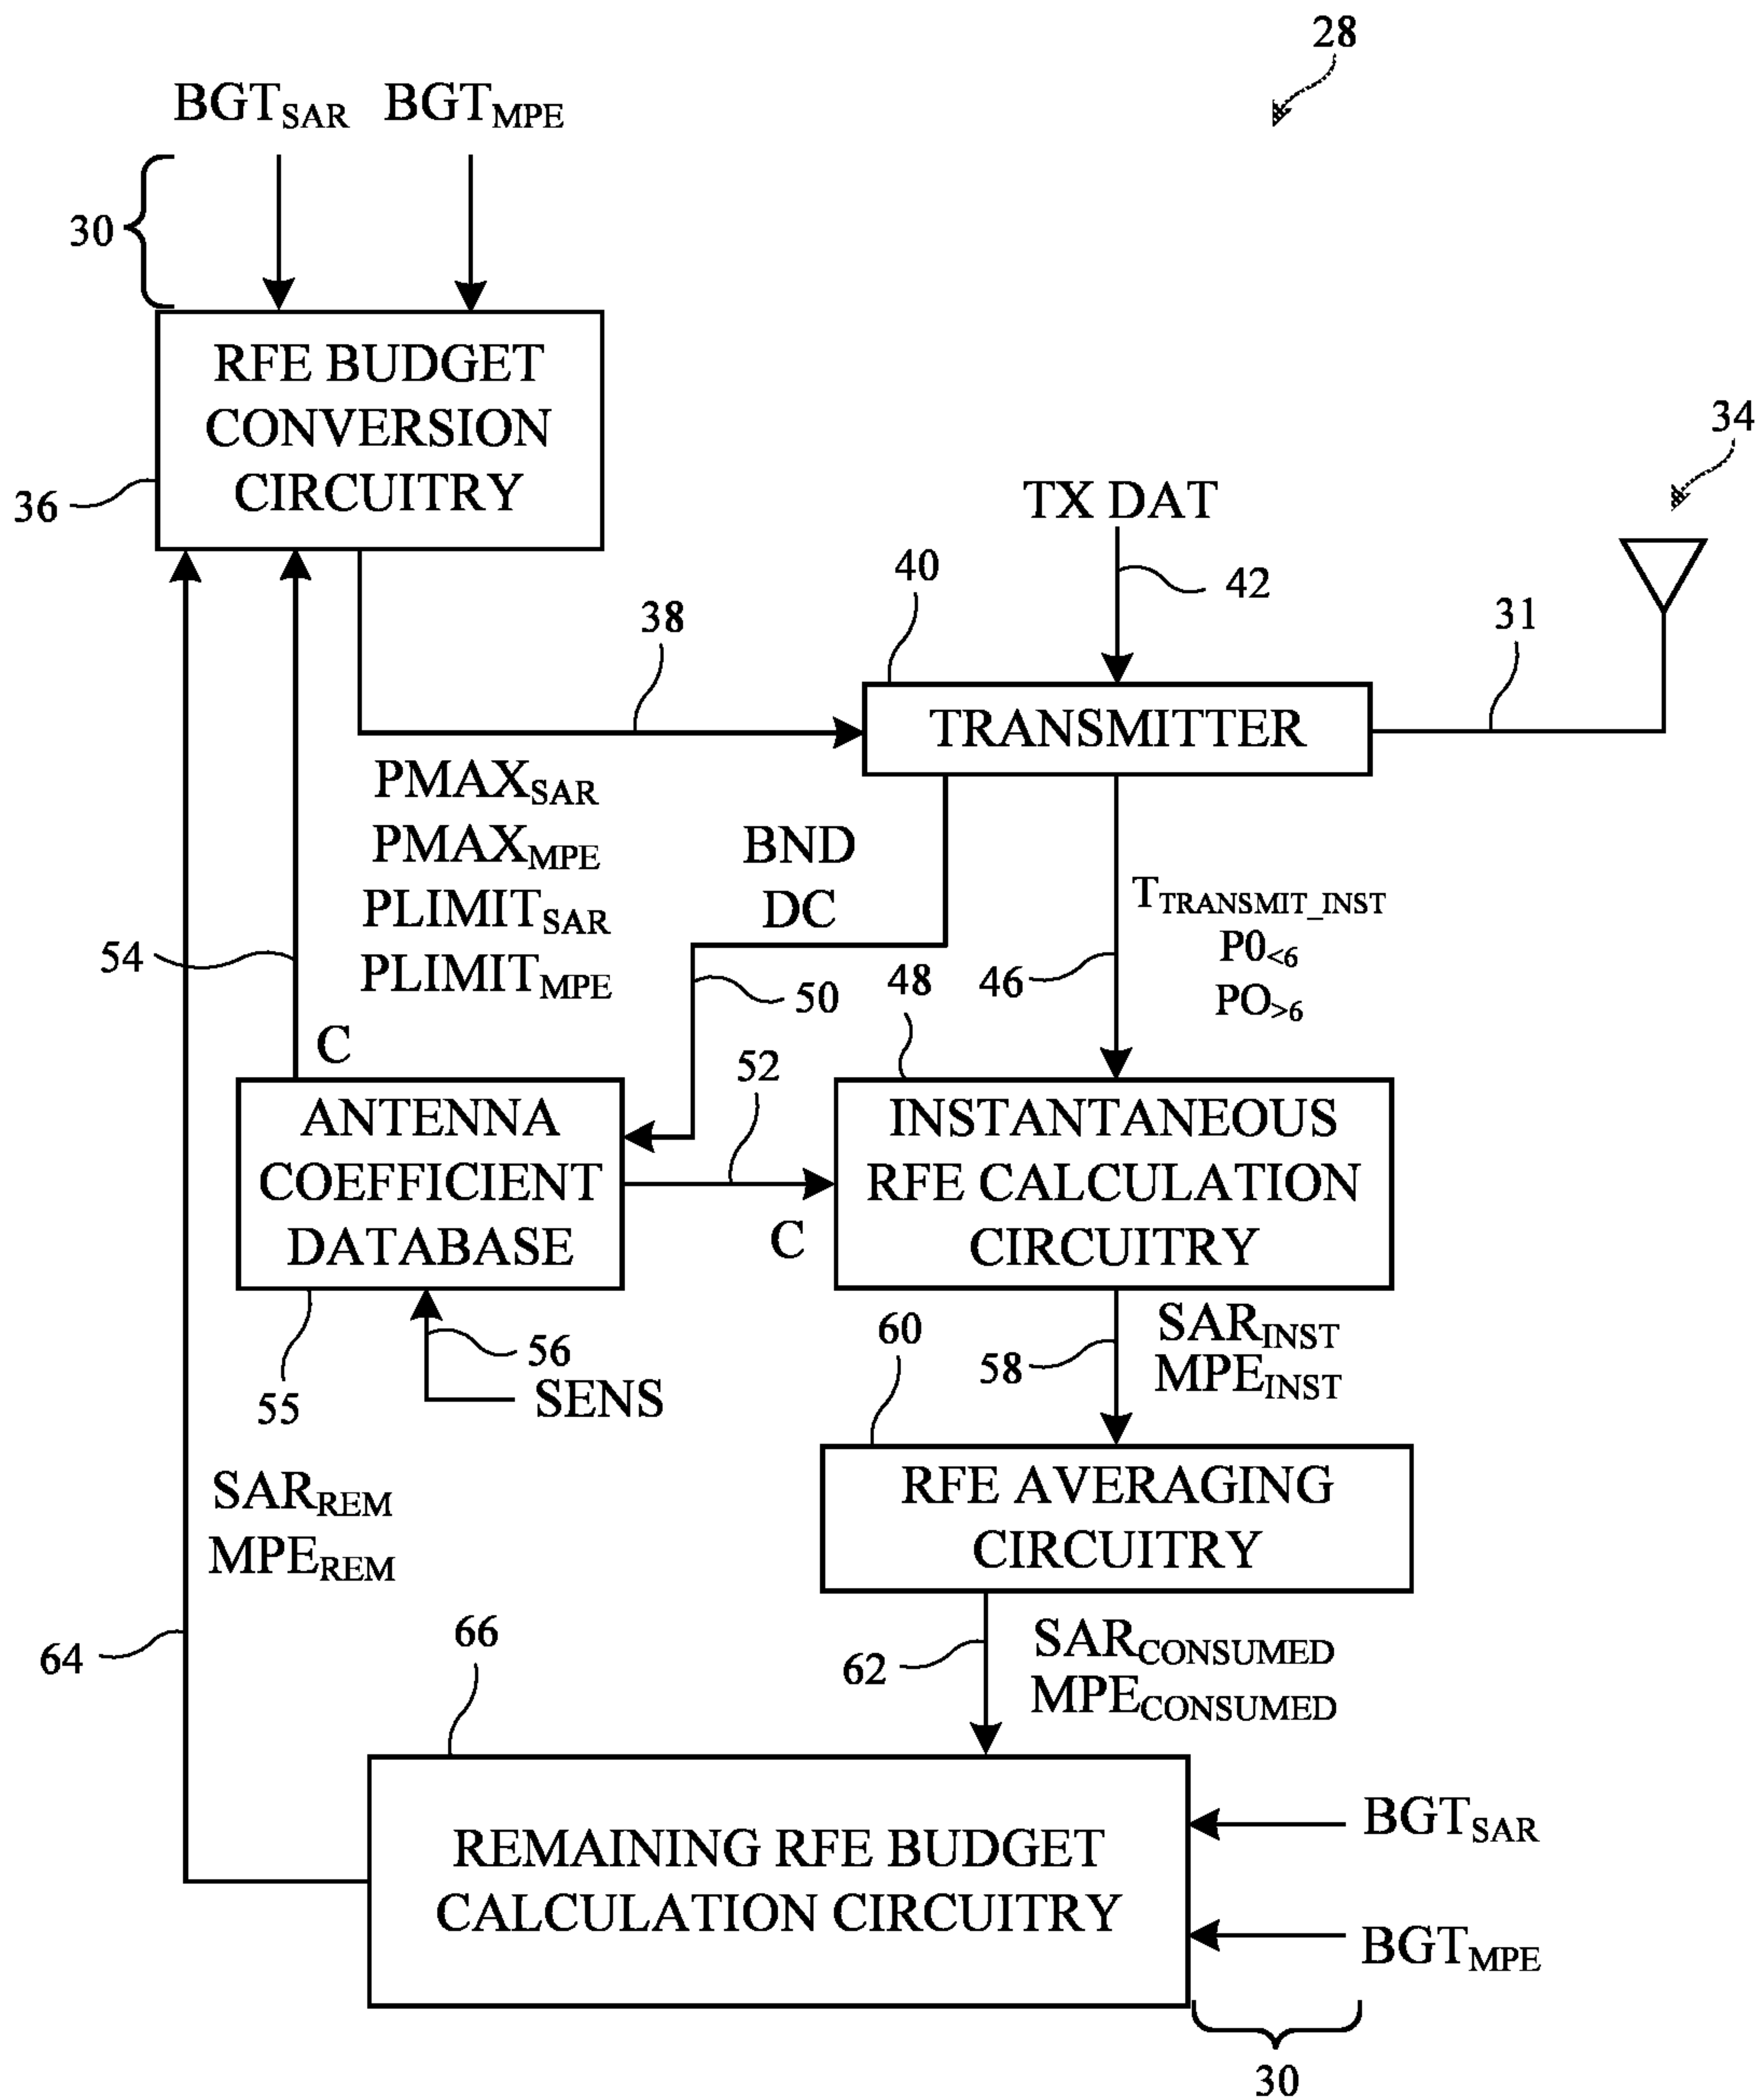 28
BGTSAR BGTMPE
30
RFE BUDGET
CONVERSION
CIRCUITRY
36
34
TX DAT
42
40
38
31
TRANSMITTER
PMAXSAR
PMAXMPE
PLIMITSAR
PLIMITMPE
BND
DC
TTRANSMIT_INST
P0<6
PO>6
54
50
48
46
C
52
ANTENNA
COEFFICIENT
DATABASE
INSTANTANEOUS
RFE CALCULATION
CIRCUITRY
C
55
56
SENS
60
58
SARINST
MPEINST
RFE AVERAGING
CIRCUITRY
SARREM
MPEREM
64
66
62
SARCONSUMED
MPECONSUMED
REMAINING RFE BUDGET
CALCULATION CIRCUITRY
BGTSAR
BGTMPE
30